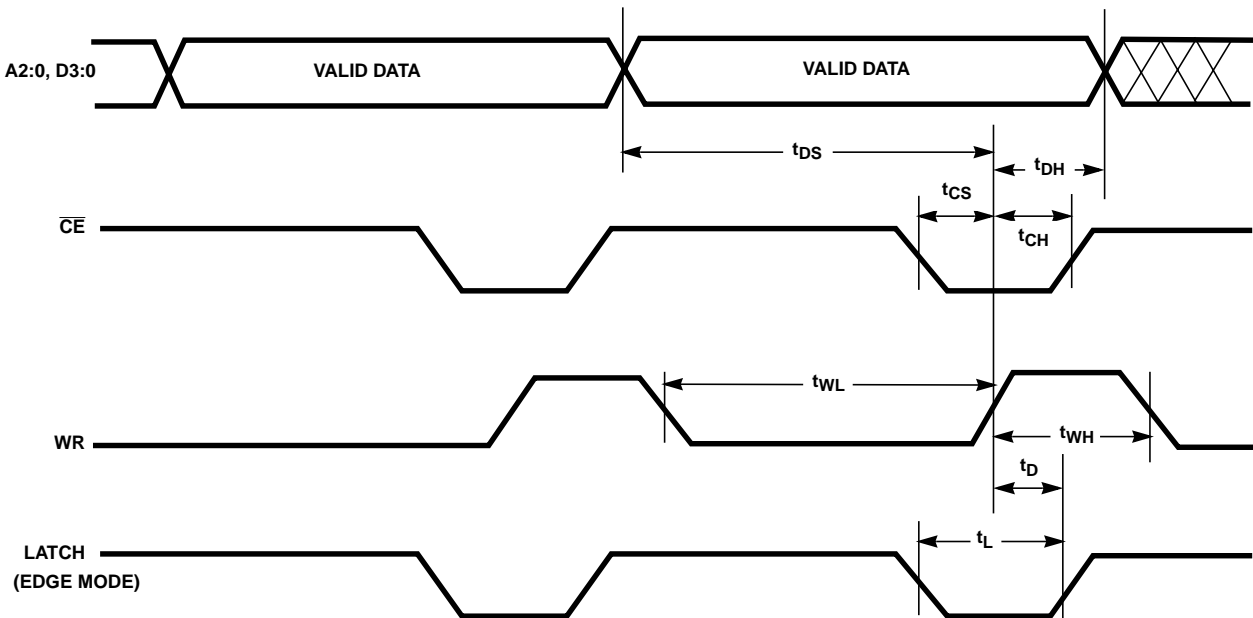 A2:0, D3:0
VALID DATA
VALID DATA
tDS
tDH
tCS
CE
tCH
tWL
WR
tWH
tD
LATCH
(EDGE MODE)
tL